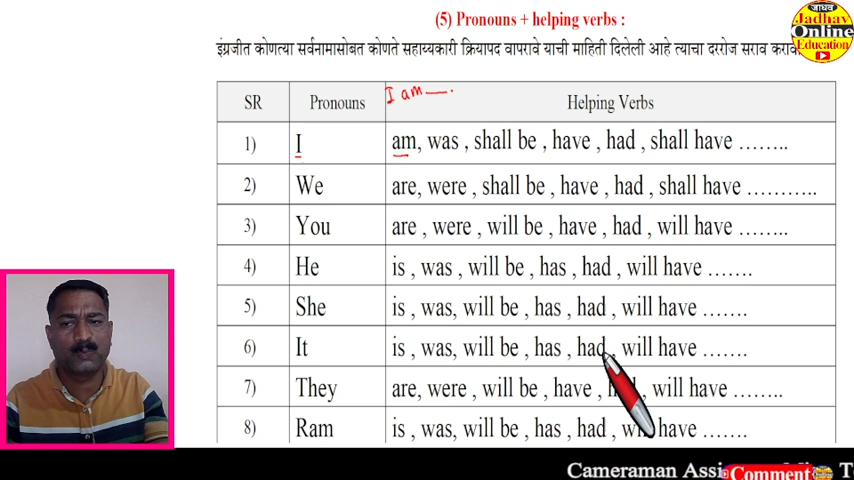 (5) Pronouns + helping verbs :
जाधव
Jadhav
Online
Education
इंग्रजीत कोणत्या सर्वनामासोबत कोणते सहाय्यकारी क्रियापद वापरावे याची माहिती दिलेली आहे त्याचा दररोज सराव करावा
I am —.
SR Pronouns Helping Verbs
1) I am, was , shall be , have , had , shall have ……..
2) We are, were , shall be , have , had , shall have ………..
3) You are , were , will be , have , had , will have ……..
4) He is , was , will be , has , had , will have …….
5) She is , was, will be , has , had , will have …….
6) It is , was, will be , has , had , will have …….
7) They are, were , will be , have , had , will have ……..
8) Ram is , was, will be , has , had , will have …….
Cameraman
Comment